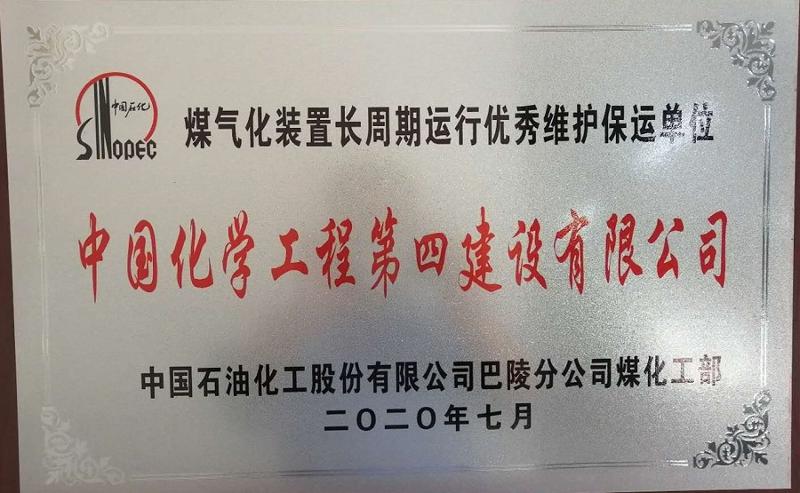 中国石化
SINOPEC
煤气化装置长周期运行优秀维护保运单位
中国化学工程第四建设有限公司
中国石油化工股份有限公司巴陵分公司煤化工部
二〇二〇年七月